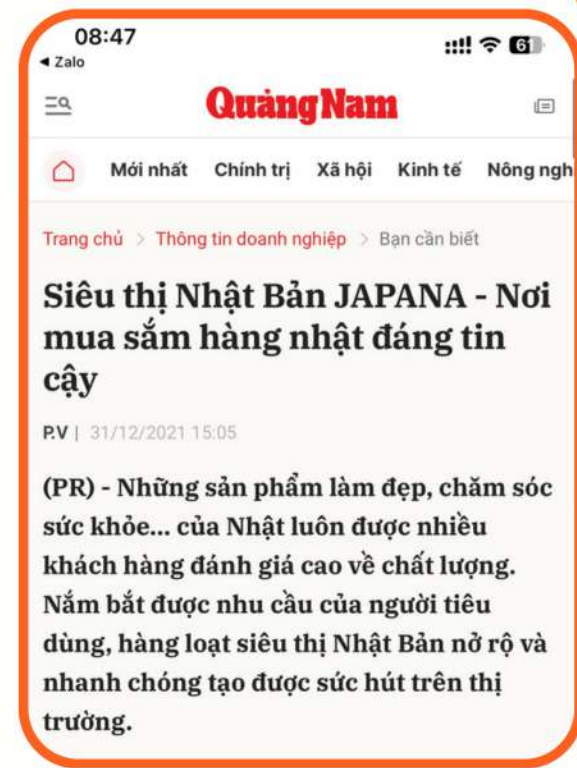 08:47
61
◄ Zalo
Quảng Nam
Mới nhất Chính trị Xã hội Kinh tế Nông ngh
Trang chủ > Thông tin doanh nghiệp > Bạn cần biết
Siêu thị Nhật Bản JAPANA - Nơi
mua sắm hàng nhật đáng tin
cậy
P.V | 31/12/2021 15:05
(PR) - Những sản phẩm làm đẹp, chăm sóc
sức khỏe... của Nhật luôn được nhiều
khách hàng đánh giá cao về chất lượng.
Nắm bắt được nhu cầu của người tiêu
dùng, hàng loạt siêu thị Nhật Bản nở rộ và
nhanh chóng tạo được sức hút trên thị
trường.